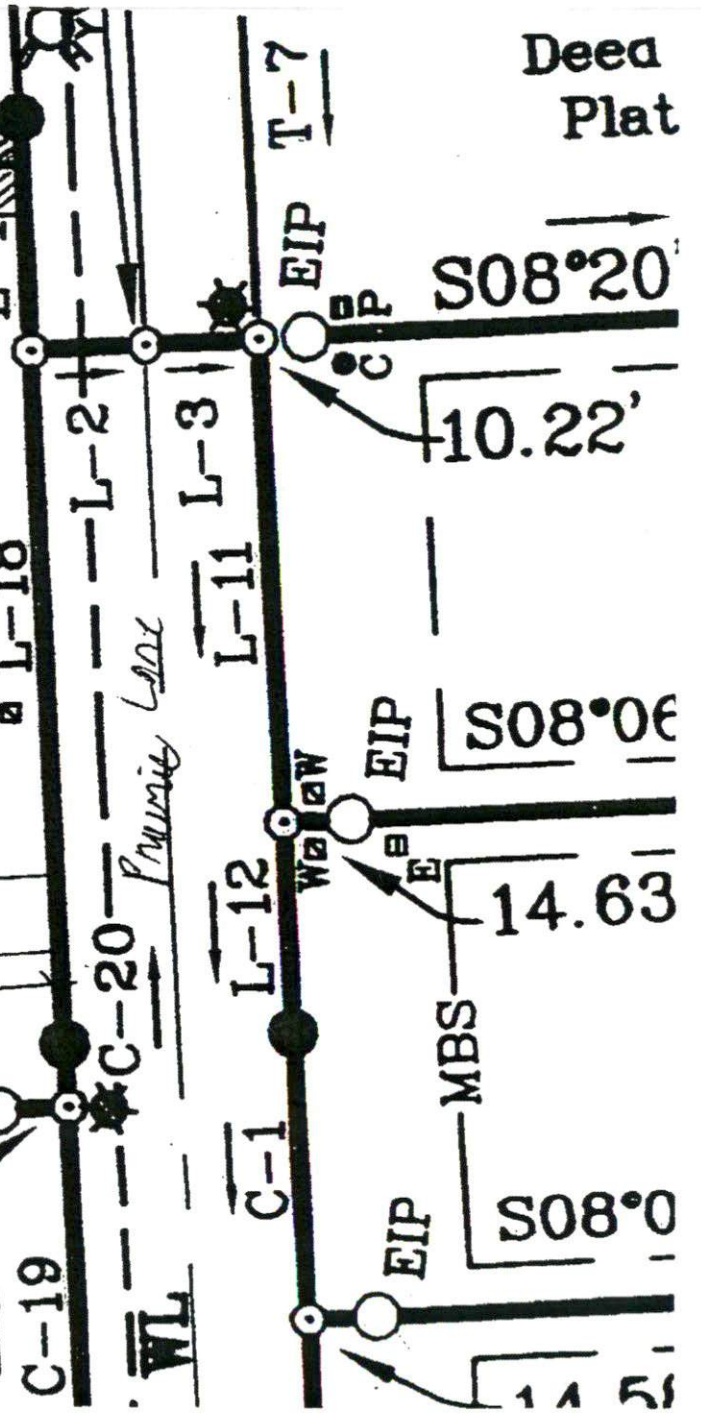 Deed
Plat
T-7
EIP
P
C
S08°20'
10.22'
L-2
L-3
L-18
L-11
Lane
EIP
S08°06
W
W
E
14.63
L-12
C-20
MBS
C-1
EIP
S08°0
C-19
WL